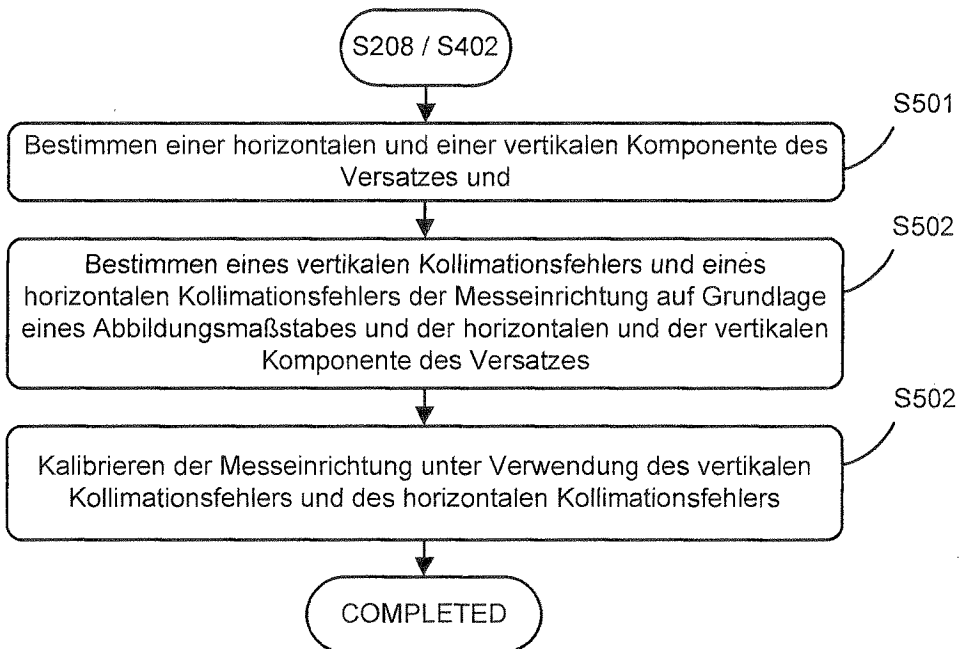 S208 / S402
S501
Bestimmen einer horizontalen und einer vertikalen Komponente des
Versatzes und
S502
Bestimmen eines vertikalen Kollimationsfehlers und eines
horizontalen Kollimationsfehlers der Messeinrichtung auf Grundlage
eines Abbildungsmaßstabes und der horizontalen und der vertikalen
Komponente des Versatzes
S502
Kalibrieren der Messeinrichtung unter Verwendung des vertikalen
Kollimationsfehlers und des horizontalen Kollimationsfehlers
COMPLETED